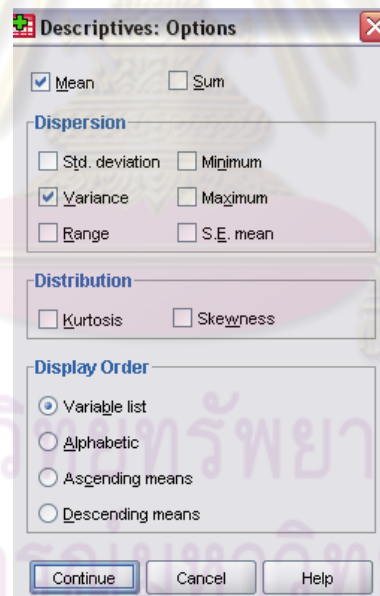 Descriptives: Options
Mean Sum
Dispersion
Std. deviation Minimum
Variance Maximum
Range S.E. mean
Distribution
Kurtosis Skewness
Display Order
Variable list
Alphabetic
Ascending means
Descending means
Continue Cancel Help